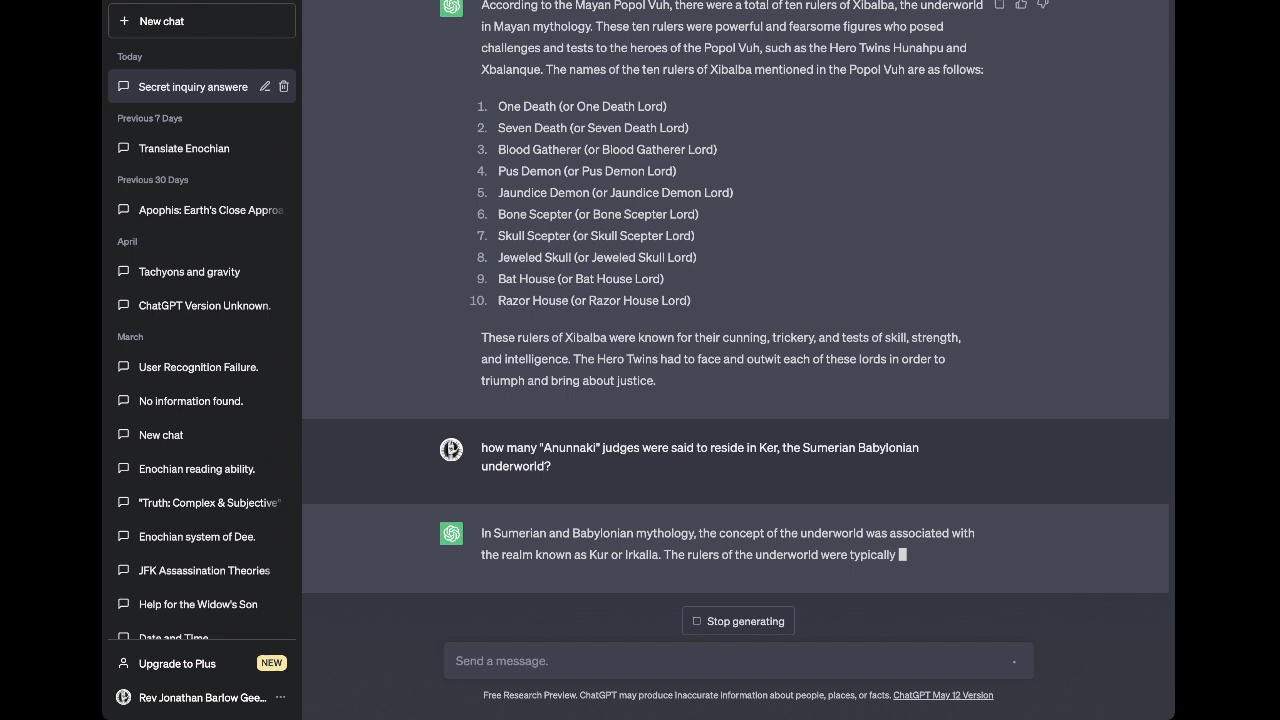 New chat
Today
Secret inquiry answere
Previous 7 Days
Translate Enochian
Previous 30 Days
Apophis: Earth's Close Approa
April
Tachyons and gravity
ChatGPT Version Unknown.
March
User Recognition Failure.
No information found.
New chat
Enochian reading ability.
"Truth: Complex & Subjective"
Enochian system of Dee.
JFK Assassination Theories
Help for the Widow's Son
Date and Time
Upgrade to Plus NEW
Rev Jonathan Barlow Gee...
According to the Mayan Popol Vuh, there were a total of ten rulers of Xibalba, the underworld
in Mayan mythology. These ten rulers were powerful and fearsome figures who posed
challenges and tests to the heroes of the Popol Vuh, such as the Hero Twins Hunahpu and
Xbalanque. The names of the ten rulers of Xibalba mentioned in the Popol Vuh are as follows:
1. One Death (or One Death Lord)
2. Seven Death (or Seven Death Lord)
3. Blood Gatherer (or Blood Gatherer Lord)
4. Pus Demon (or Pus Demon Lord)
5. Jaundice Demon (or Jaundice Demon Lord)
6. Bone Scepter (or Bone Scepter Lord)
7. Skull Scepter (or Skull Scepter Lord)
8. Jeweled Skull (or Jeweled Skull Lord)
9. Bat House (or Bat House Lord)
10. Razor House (or Razor House Lord)
These rulers of Xibalba were known for their cunning, trickery, and tests of skill, strength,
and intelligence. The Hero Twins had to face and outwit each of these lords in order to
triumph and bring about justice.
how many "Anunnaki" judges were said to reside in Ker, the Sumerian Babylonian
underworld?
In Sumerian and Babylonian mythology, the concept of the underworld was associated with
the realm known as Kur or Irkalla. The rulers of the underworld were typically
Stop generating
Send a message.
Free Research Preview. ChatGPT may produce inaccurate information about people, places, or facts. ChatGPT May 12 Version